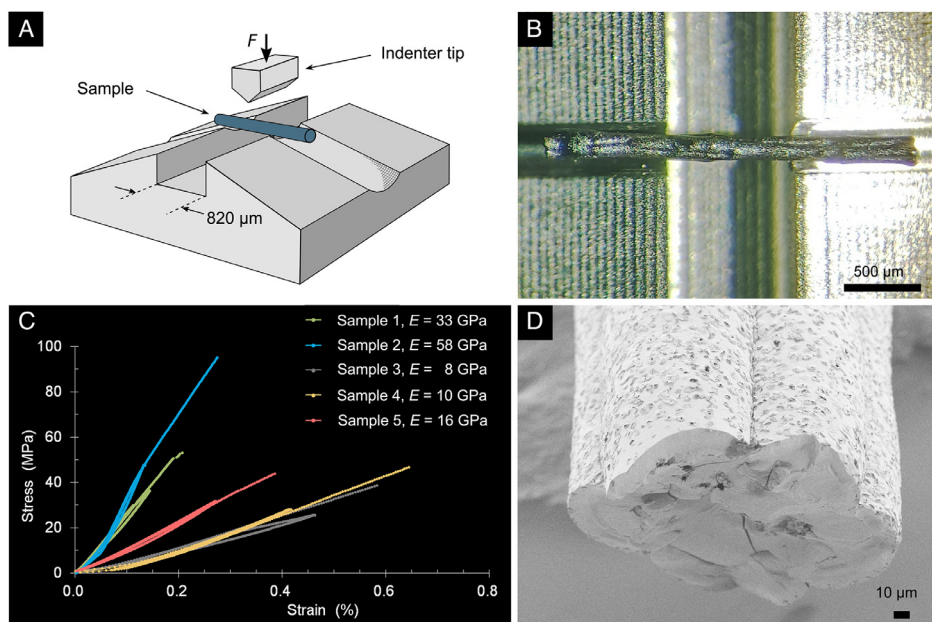 A
F
Indenter tip
Sample
820 µm
B
500 µm
C
Sample 1, E = 33 GPa
Sample 2, E = 58 GPa
Sample 3, E = 8 GPa
Sample 4, E = 10 GPa
Sample 5, E = 16 GPa
100
80
60
40
20
0
Stress (MPa)
0.0
0.2
0.4
0.6
0.8
Strain (%)
D
10 µm